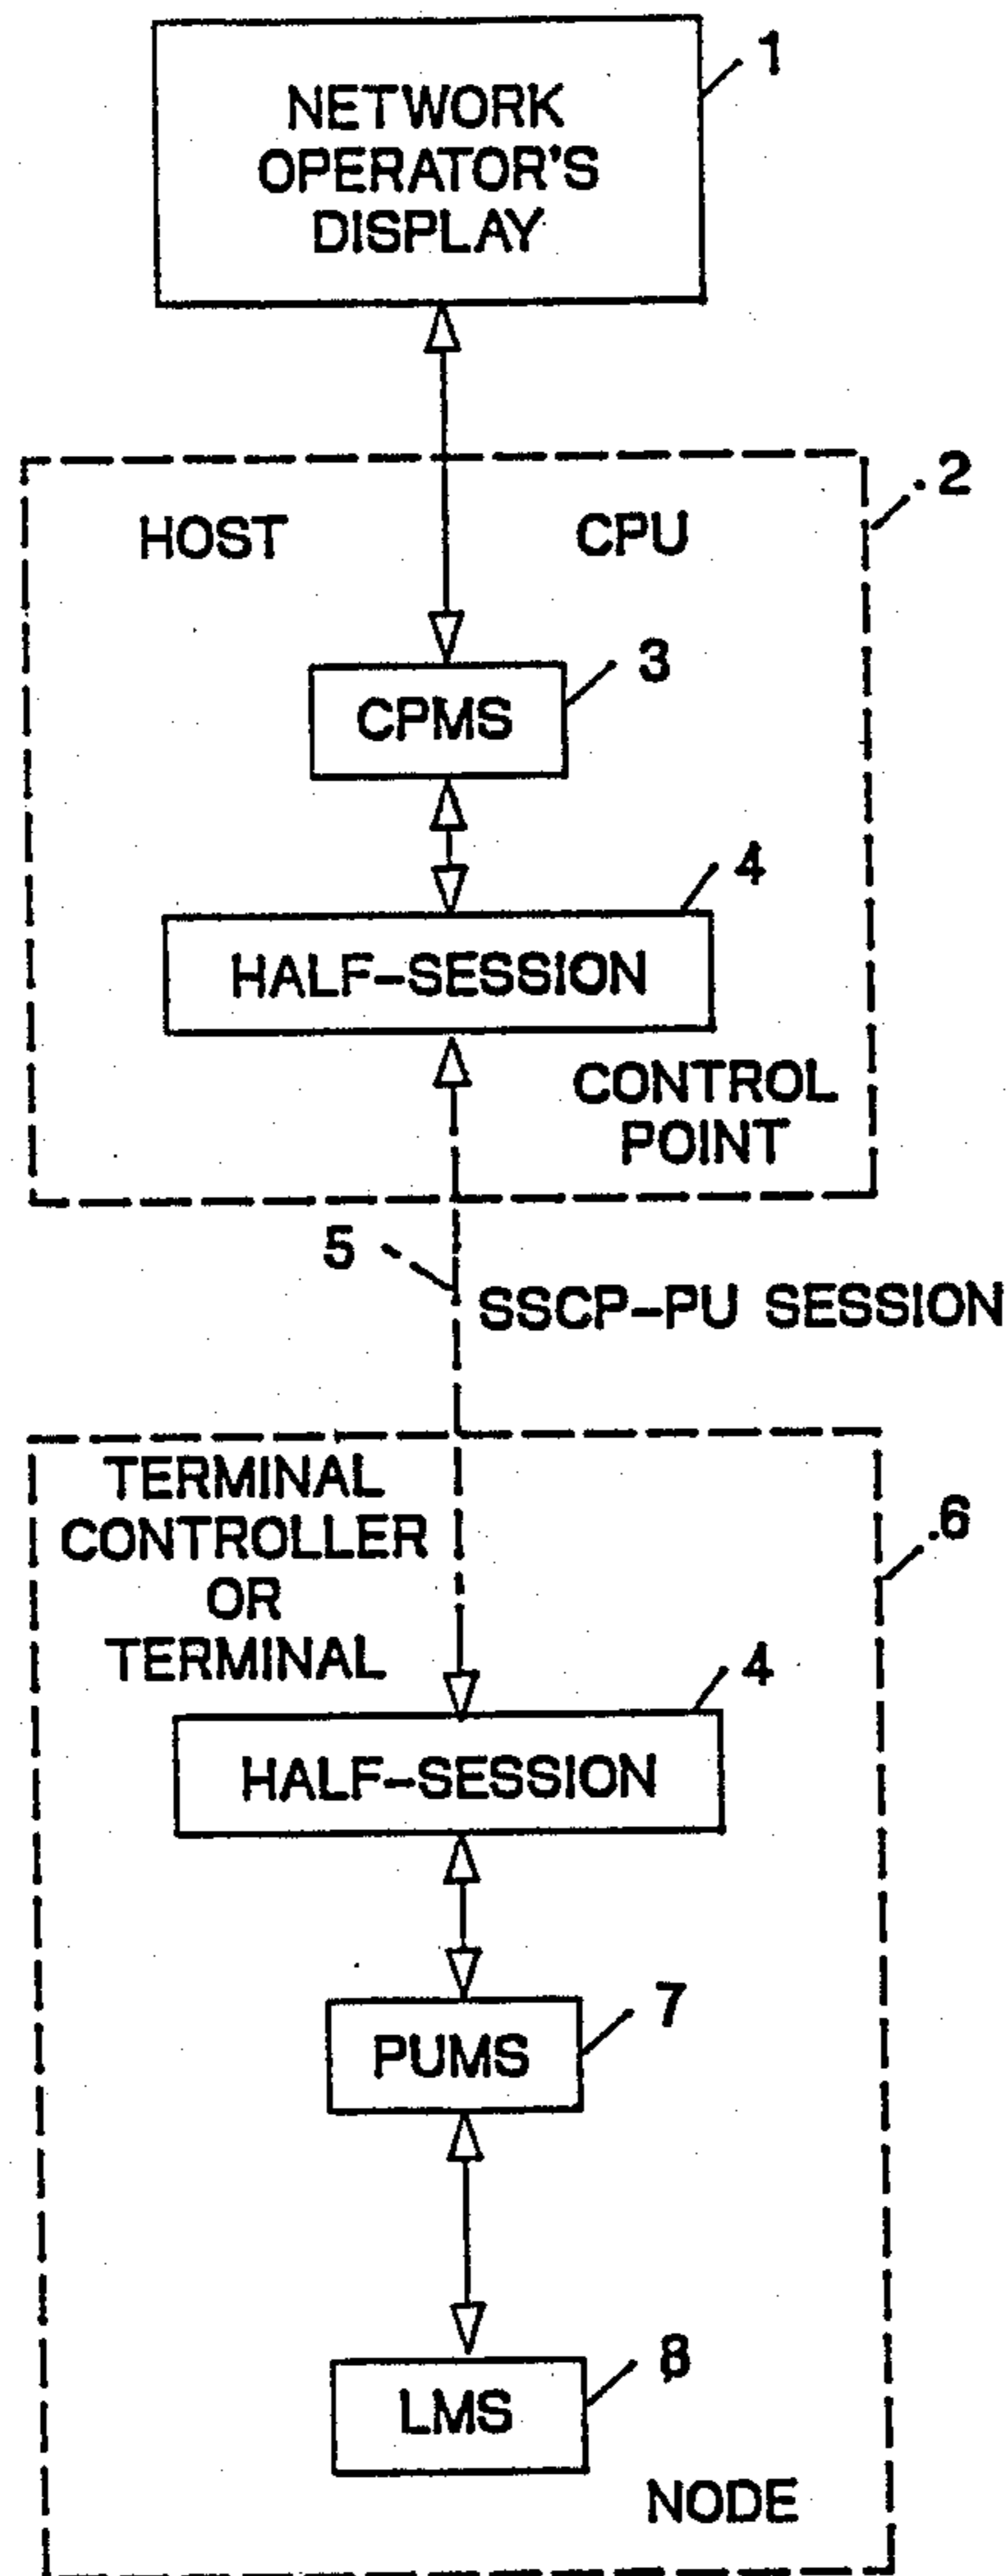 1
NETWORK
OPERATOR'S
DISPLAY
2
HOST CPU
3
CPMS
4
HALF-SESSION
CONTROL
POINT
5
SSCP-PU SESSION
TERMINAL
CONTROLLER
OR
TERMINAL
6
4
HALF-SESSION
7
PUMS
8
LMS
NODE